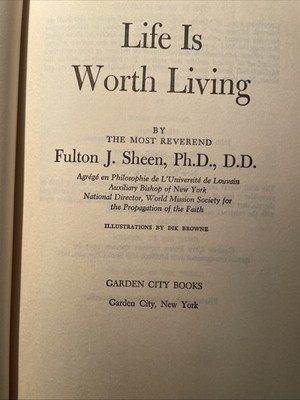 Life Is
Worth Living
BY
THE MOST REVEREND
Fulton J. Sheen, Ph.D., D.D.
Agrégé en Philosophie de L'Université de Louvain
Auxiliary Bishop of New York
National Director, World Mission Society for
the Propagation of the Faith
ILLUSTRATIONS BY DIK BROWNE
GARDEN CITY BOOKS
Garden City, New York